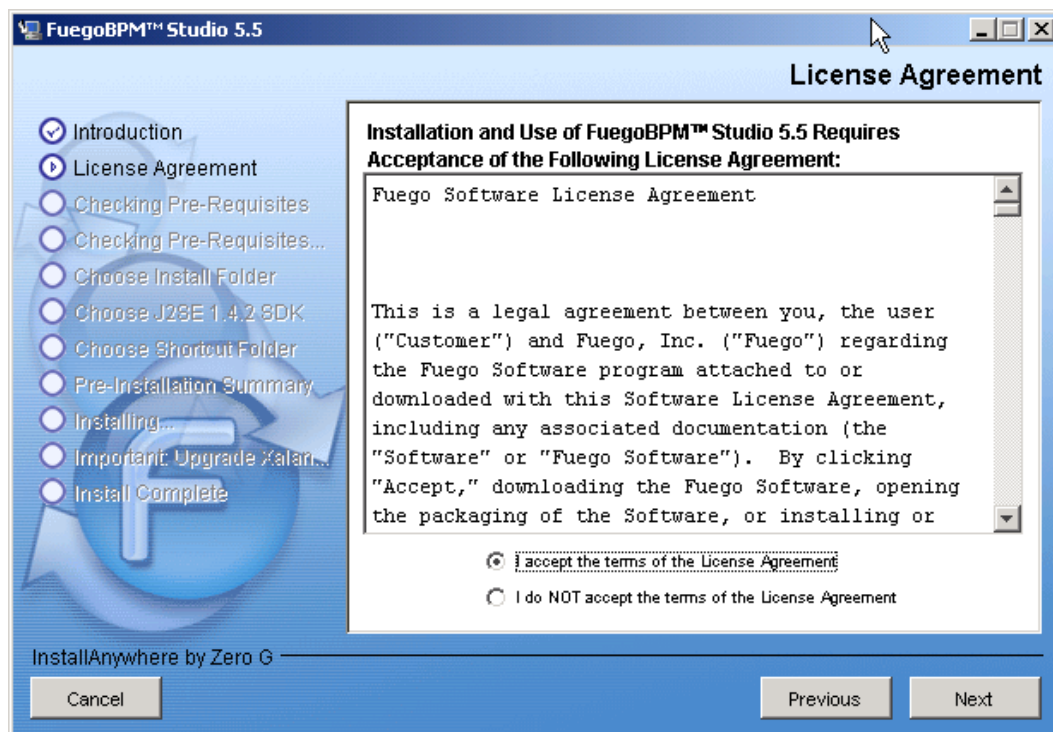 FuegoBPM™ Studio 5.5
License Agreement
Introduction
License Agreement
Checking Pre-Requisites
Checking Pre-Requisites...
Choose Install Folder
Choose J2SE 1.4.2 SDK
Choose Shortcut Folder
Pre-Installation Summary
Installing...
Important: Upgrade Xalan...
Install Complete
Installation and Use of FuegoBPM™ Studio 5.5 Requires
Acceptance of the Following License Agreement:
Fuego Software License Agreement
This is a legal agreement between you, the user
("Customer") and Fuego, Inc. ("Fuego") regarding
the Fuego Software program attached to or
downloaded with this Software License Agreement,
including any associated documentation (the
"Software" or "Fuego Software").  By clicking
"Accept," downloading the Fuego Software, opening
the packaging of the Software, or installing or
I accept the terms of the License Agreement
I do NOT accept the terms of the License Agreement
InstallAnywhere by Zero G
Cancel
Previous
Next